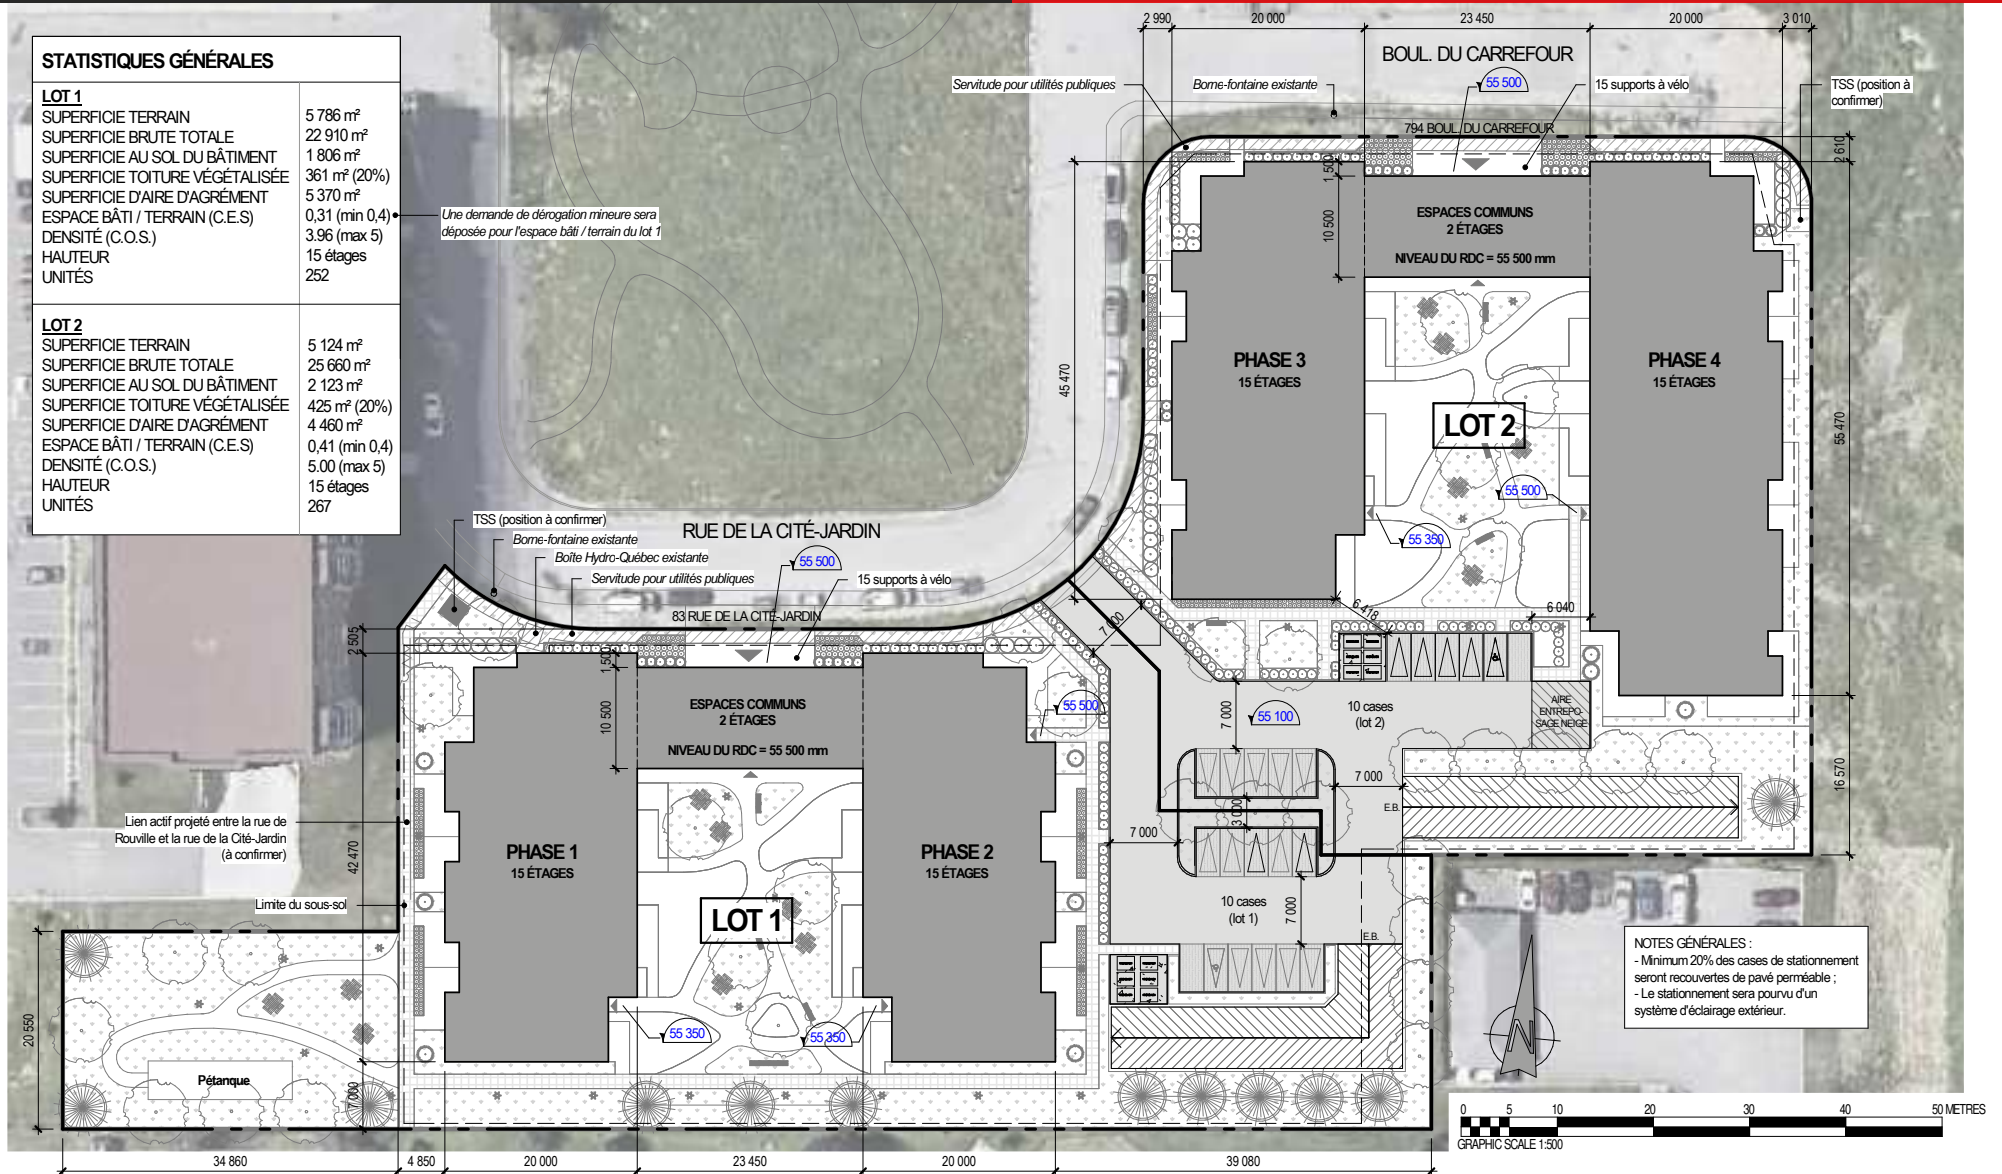 STATISTIQUES GÉNÉRALES
LOT 1
SUPERFICIE TERRAIN 5 786 m²
SUPERFICIE BRUTE TOTALE 22 910 m²
SUPERFICIE AU SOL DU BÂTIMENT 1 806 m²
SUPERFICIE TOITURE VÉGÉTALISÉE 361 m² (20%)
SUPERFICIE D'AIRE D'AGRÉMENT 5 370 m²
ESPACE BÂTI / TERRAIN (C.E.S) 0,31 (min 0,4)
DENSITÉ (C.O.S.) 3.96 (max 5)
HAUTEUR 15 étages
UNITÉS 252
Une demande de dérogation mineure sera
déposée pour l'espace bâti / terrain du lot 1
LOT 2
SUPERFICIE TERRAIN 5 124 m²
SUPERFICIE BRUTE TOTALE 25 660 m²
SUPERFICIE AU SOL DU BÂTIMENT 2 123 m²
SUPERFICIE TOITURE VÉGÉTALISÉE 425 m² (20%)
SUPERFICIE D'AIRE D'AGRÉMENT 4 460 m²
ESPACE BÂTI / TERRAIN (C.E.S) 0,41 (min 0,4)
DENSITÉ (C.O.S.) 5.00 (max 5)
HAUTEUR 15 étages
UNITÉS 267
2 990 20 000 23 450 20 000 3 010
BOUL. DU CARREFOUR
55 500
Servitude pour utilités publiques
Borne-fontaine existante
15 supports à vélo
TSS (position à
confirmer)
794 BOUL. DU CARREFOUR
2 610
1 500
10 500
ESPACES COMMUNS
2 ÉTAGES
NIVEAU DU RDC = 55 500 mm
45 470
PHASE 3
15 ÉTAGES
PHASE 4
15 ÉTAGES
LOT 2
55 470
55 500
55 350
6 418
6 040
TSS (position à confirmer)
Borne-fontaine existante
Boîte Hydro-Québec existante
Servitude pour utilités publiques
RUE DE LA CITÉ-JARDIN
55 500
15 supports à vélo
83 RUE DE LA CITÉ-JARDIN
2 505
1 500
10 500
7 000
ESPACES COMMUNS
2 ÉTAGES
NIVEAU DU RDC = 55 500 mm
55 500
7 000
55 100
10 cases
(lot 2)
AIRE
ENTREPO-
SAGE NEIGE
7 000
E.B.
3 000
7 000
16 570
Lien actif projeté entre la rue de
Rouville et la rue de la Cité-Jardin
(à confirmer)
42 470
PHASE 1
15 ÉTAGES
PHASE 2
15 ÉTAGES
LOT 1
Limite du sous-sol
10 cases
(lot 1)
7 000
E.B.
55 350
55 350
20 550
Pétanque
7 000
NOTES GÉNÉRALES :
- Minimum 20% des cases de stationnement
seront recouvertes de pavé perméable ;
- Le stationnement sera pourvu d'un
système d'éclairage extérieur.
N
0 5 10 20 30 40 50 METRES
GRAPHIC SCALE 1:500
34 860 4 850 20 000 23 450 20 000 39 080